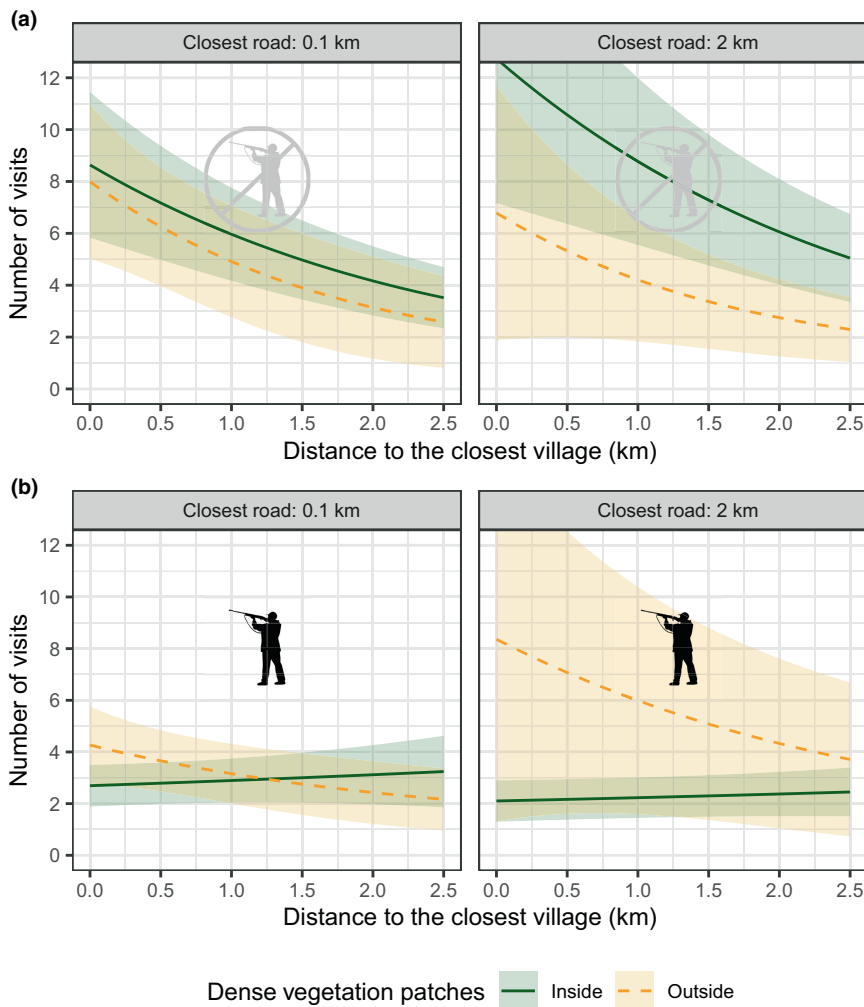 (a)
Closest road: 0.1 km
Closest road: 2 km
Number of visits
12
10
8
6
4
2
0
0.0 0.5 1.0 1.5 2.0 2.5
0.0 0.5 1.0 1.5 2.0 2.5
Distance to the closest village (km)
(b)
Closest road: 0.1 km
Closest road: 2 km
Number of visits
12
10
8
6
4
2
0
0.0 0.5 1.0 1.5 2.0 2.5
0.0 0.5 1.0 1.5 2.0 2.5
Distance to the closest village (km)
Dense vegetation patches Inside Outside